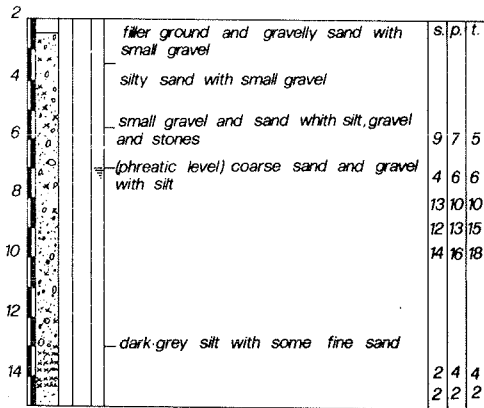 2
filler ground and gravelly sand with s. p. t.
small gravel
4
silty sand with small gravel
small gravel and sand whith silt, gravel
6
and stones 9 7 5
(phreatic level) coarse sand and gravel
with silt 4 6 6
8
13 10 10
12 13 15
10
14 16 18
12
dark-grey silt with some fine sand
14
2 4 4
2 2 2